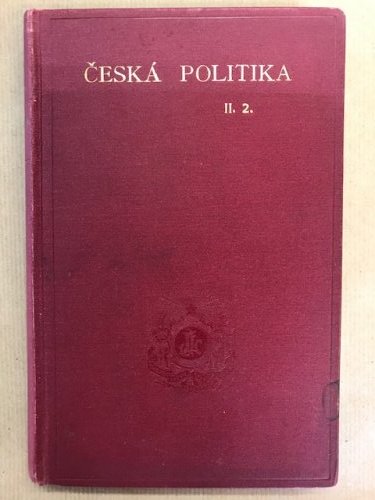 ČESKÁ POLITIKA
II. 2.